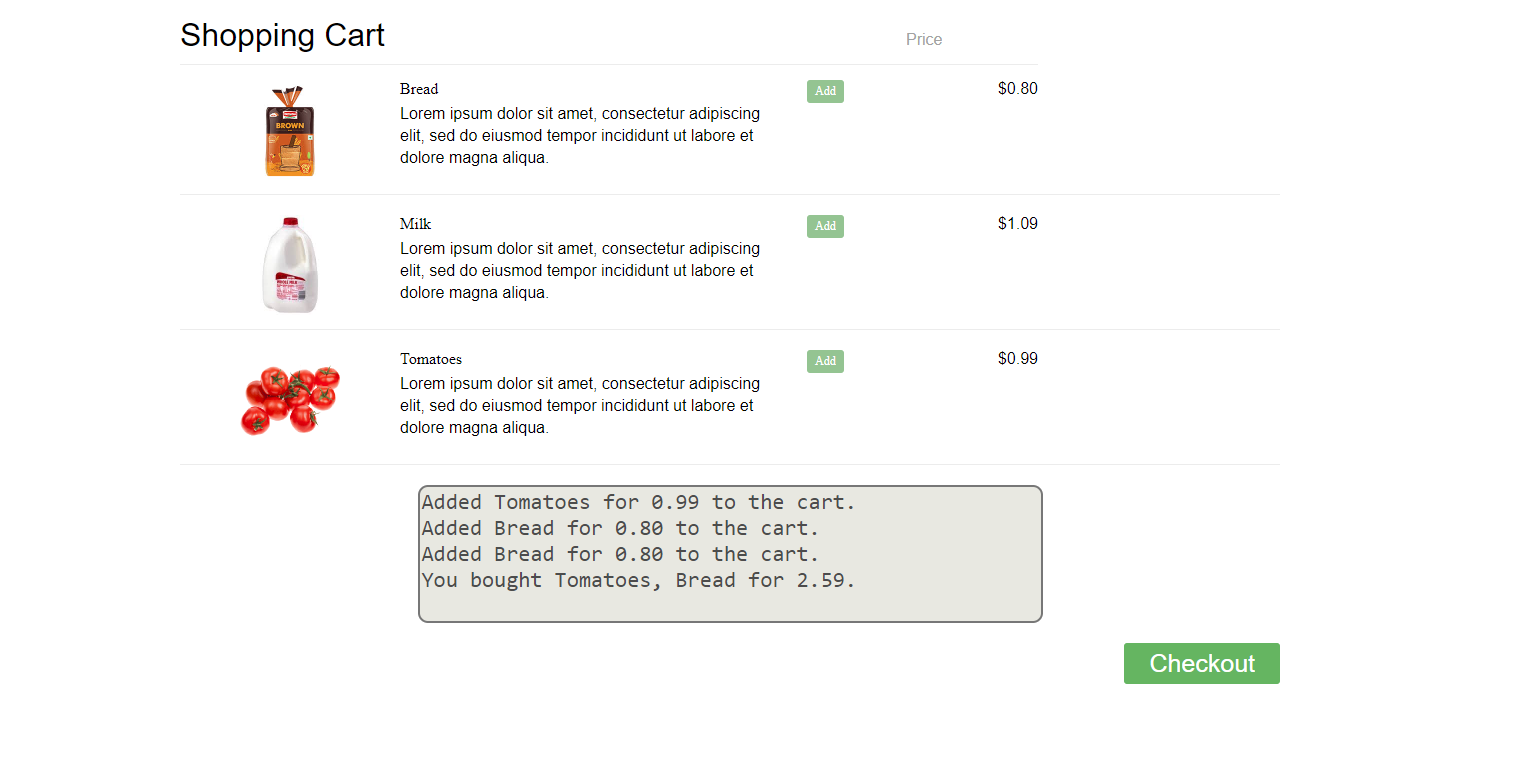 Shopping Cart
Price
BROWN
Bread
Add
$0.80
Lorem ipsum dolor sit amet, consectetur adipiscing
elit, sed do eiusmod tempor incididunt ut labore et
dolore magna aliqua.
Milk
Add
$1.09
Lorem ipsum dolor sit amet, consectetur adipiscing
elit, sed do eiusmod tempor incididunt ut labore et
dolore magna aliqua.
WHOLE MILK
Tomatoes
Add
$0.99
Lorem ipsum dolor sit amet, consectetur adipiscing
elit, sed do eiusmod tempor incididunt ut labore et
dolore magna aliqua.
Added Tomatoes for 0.99 to the cart.
Added Bread for 0.80 to the cart.
Added Bread for 0.80 to the cart.
You bought Tomatoes, Bread for 2.59.
Checkout